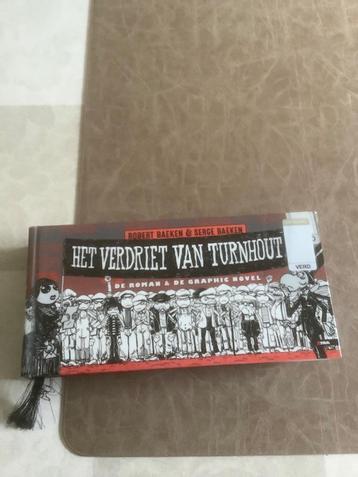 ROBERT BAEKEN & SERGE BAEKEN
HET VERDRIET VAN TURNHOUT
DE ROMAN & DE GRAPHIC NOVEL
VERD